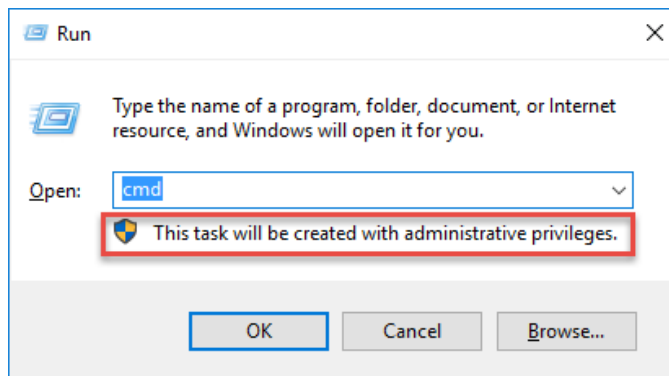 Run
Type the name of a program, folder, document, or Internet
resource, and Windows will open it for you.
Open: cmd
This task will be created with administrative privileges.
OK Cancel Browse...